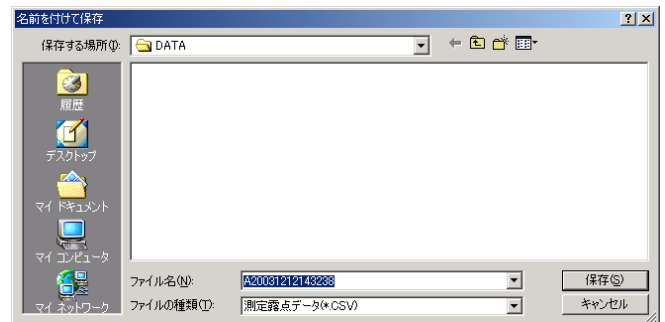 名前を付けて保存
保存する場所(I):
DATA
履歴
デスクトップ
マイ ドキュメント
マイ コンピュータ
マイ ネットワーク
ファイル名(N):
A20031212143238
保存(S)
ファイルの種類(T):
測定露点データ(*.CSV)
キャンセル